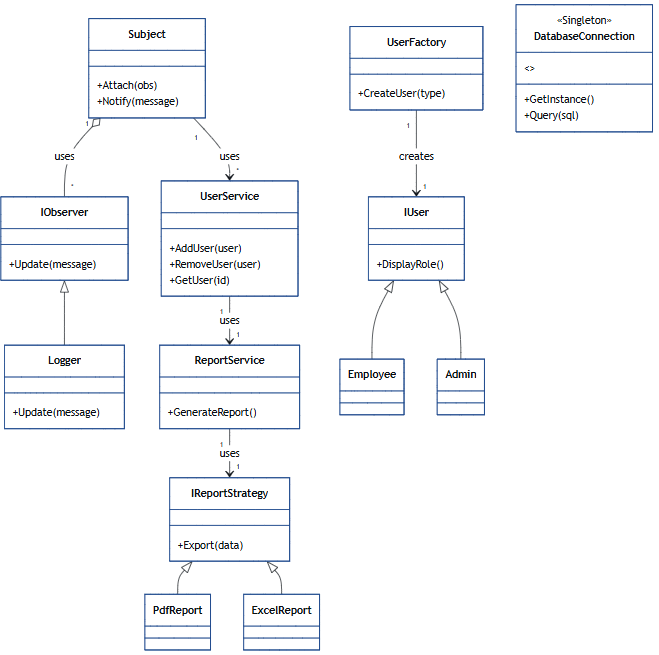 Subject
+Attach(obs)
+Notify(message)
UserFactory
+CreateUser(type)
«Singleton»
DatabaseConnection
<>
+GetInstance()
+Query(sql)
1
uses
*
1
uses
*
1
creates
1
IObserver
+Update(message)
UserService
+AddUser(user)
+RemoveUser(user)
+GetUser(id)
IUser
+DisplayRole()
1
uses
1
Logger
+Update(message)
ReportService
+GenerateReport()
Employee
Admin
1
uses
1
IReportStrategy
+Export(data)
PdfReport
ExcelReport